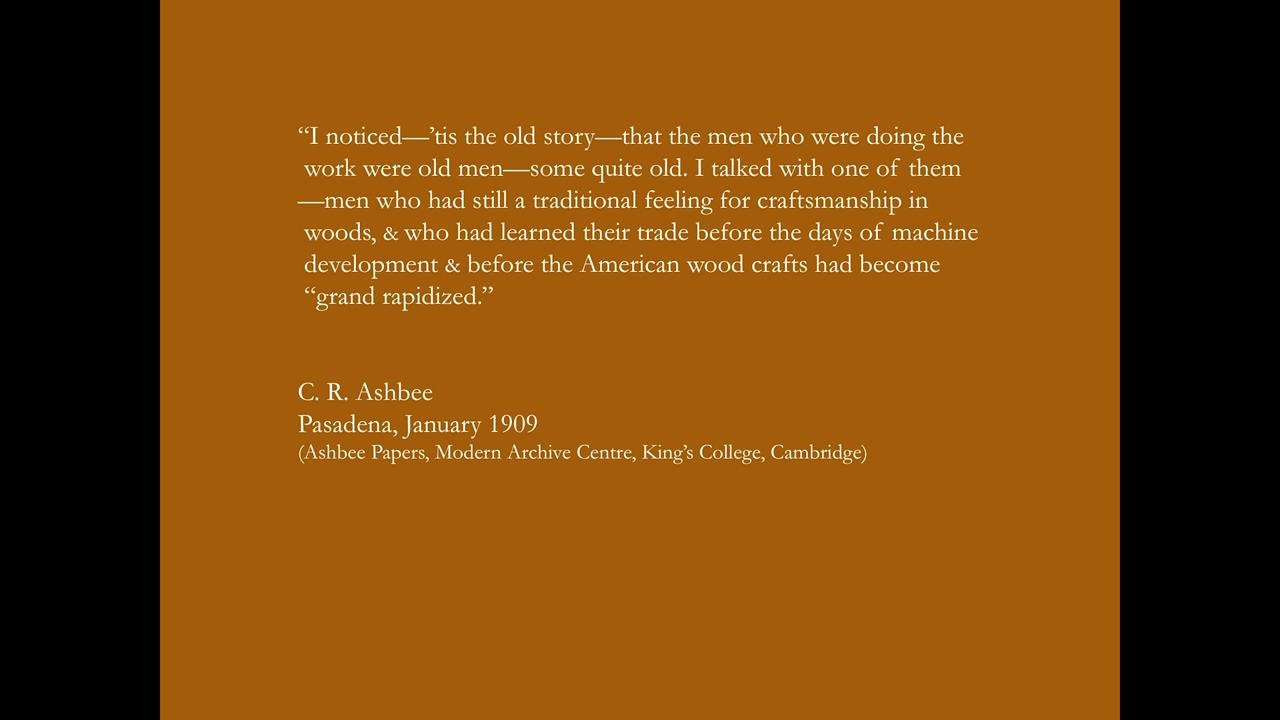 “I noticed—’tis the old story—that the men who were doing the
work were old men—some quite old. I talked with one of them
—men who had still a traditional feeling for craftsmanship in
woods, & who had learned their trade before the days of machine
development & before the American wood crafts had become
“grand rapidized.”
C. R. Ashbee
Pasadena, January 1909
(Ashbee Papers, Modern Archive Centre, King’s College, Cambridge)